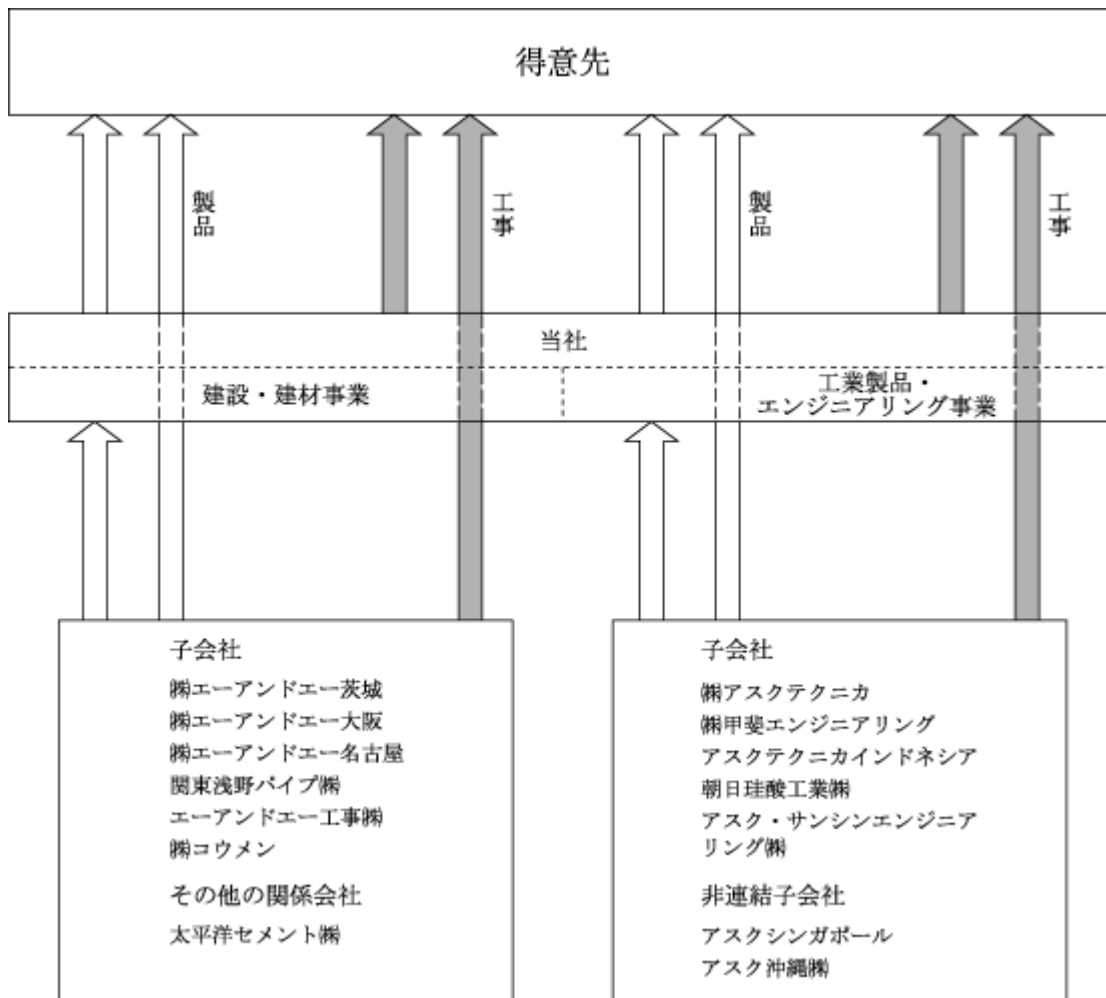 得意先
製品
工事
製品
工事
当社
建設・建材事業
工業製品・
エンジニアリング事業
子会社
㈱エーアンドエー茨城
㈱エーアンドエー大阪
㈱エーアンドエー名古屋
関東浅野パイプ㈱
エーアンドエー工事㈱
㈱コウメン
その他の関係会社
太平洋セメント㈱
子会社
㈱アスクテクニカ
㈱甲斐エンジニアリング
アスクテクニカインドネシア
朝日珪酸工業㈱
アスク・サンシンエンジニア
リング㈱
非連結子会社
アスクシンガポール
アスク沖縄㈱